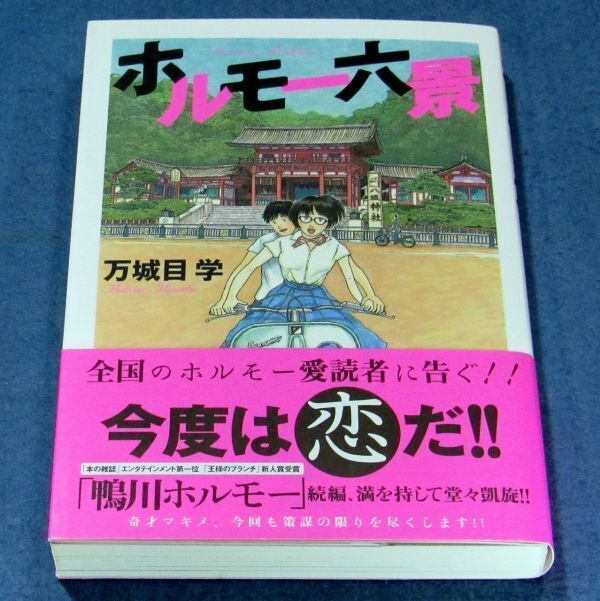 ホルモー六景
八坂神社
万城目 学
全国のホルモー愛読者に告ぐ!!
今度は恋だ!!
「本の雑誌」エンタテインメント第一位 「王様のブランチ」新人賞受賞
「鴨川ホルモー」続編、満を持して堂々凱旋!!
奇才マキメ、今回も策謀の限りを尽くします!!